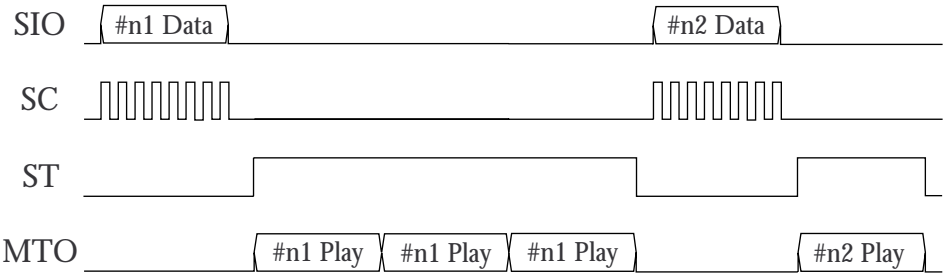 SIO #n1 Data #n2 Data
SC
ST
MTO #n1 Play #n1 Play #n1 Play #n2 Play